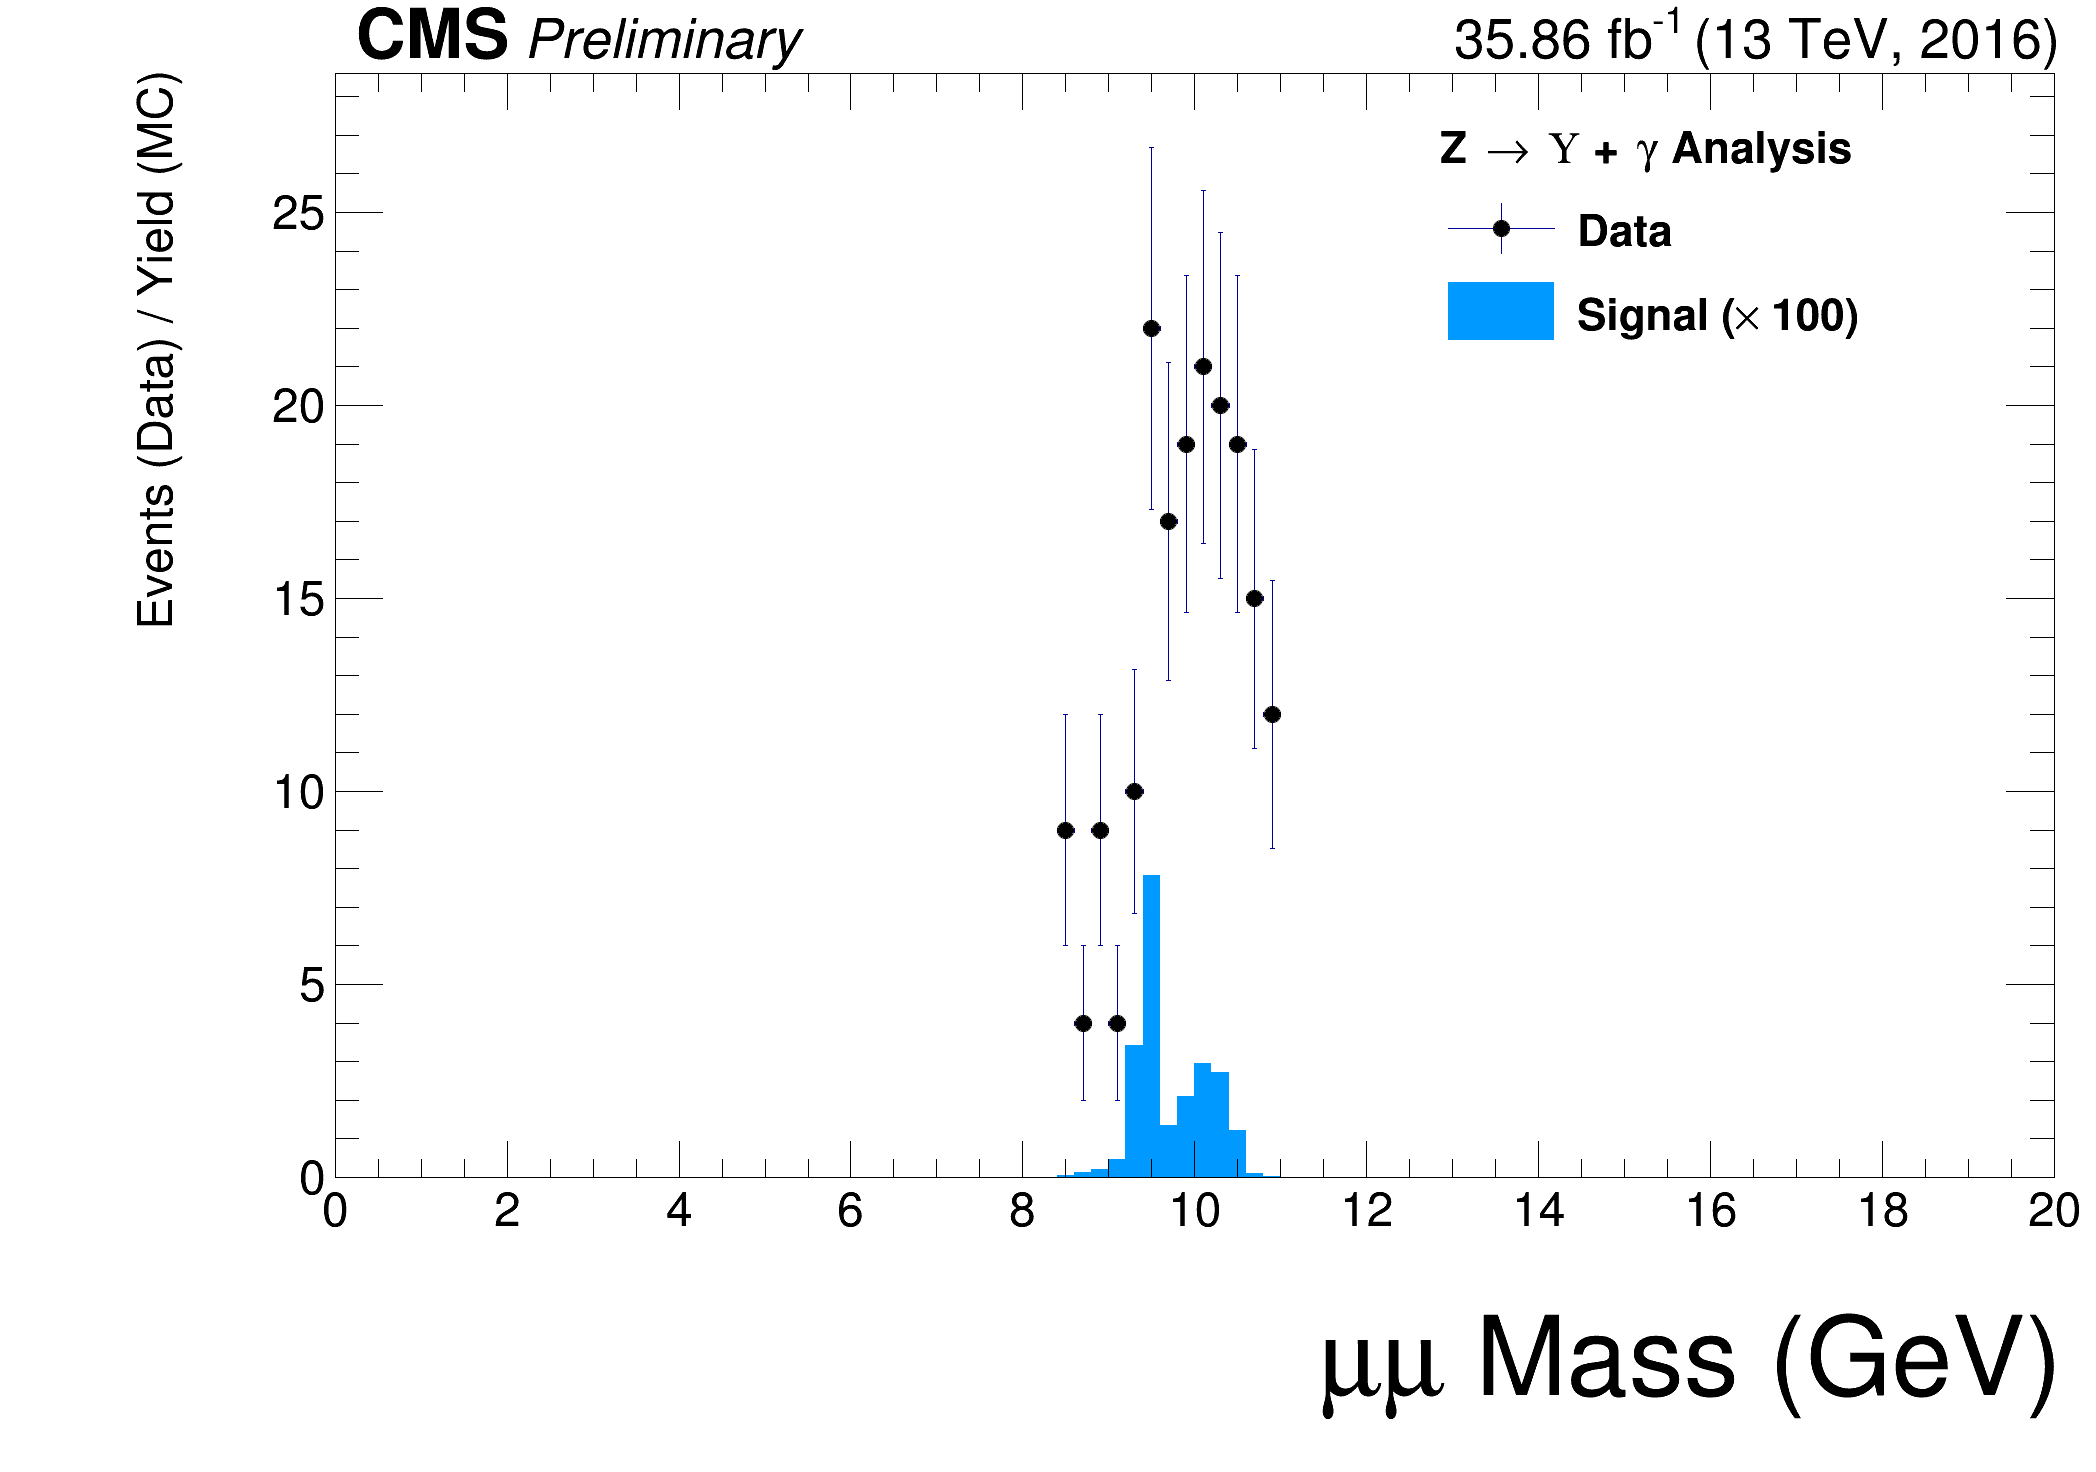 CMS Preliminary
35.86 fb⁻¹ (13 TeV, 2016)
Events (Data) / Yield (MC)
Z → Υ + γ Analysis
Data
Signal (× 100)
25
20
15
10
5
0
0 2 4 6 8 10 12 14 16 18 20
μμ Mass (GeV)